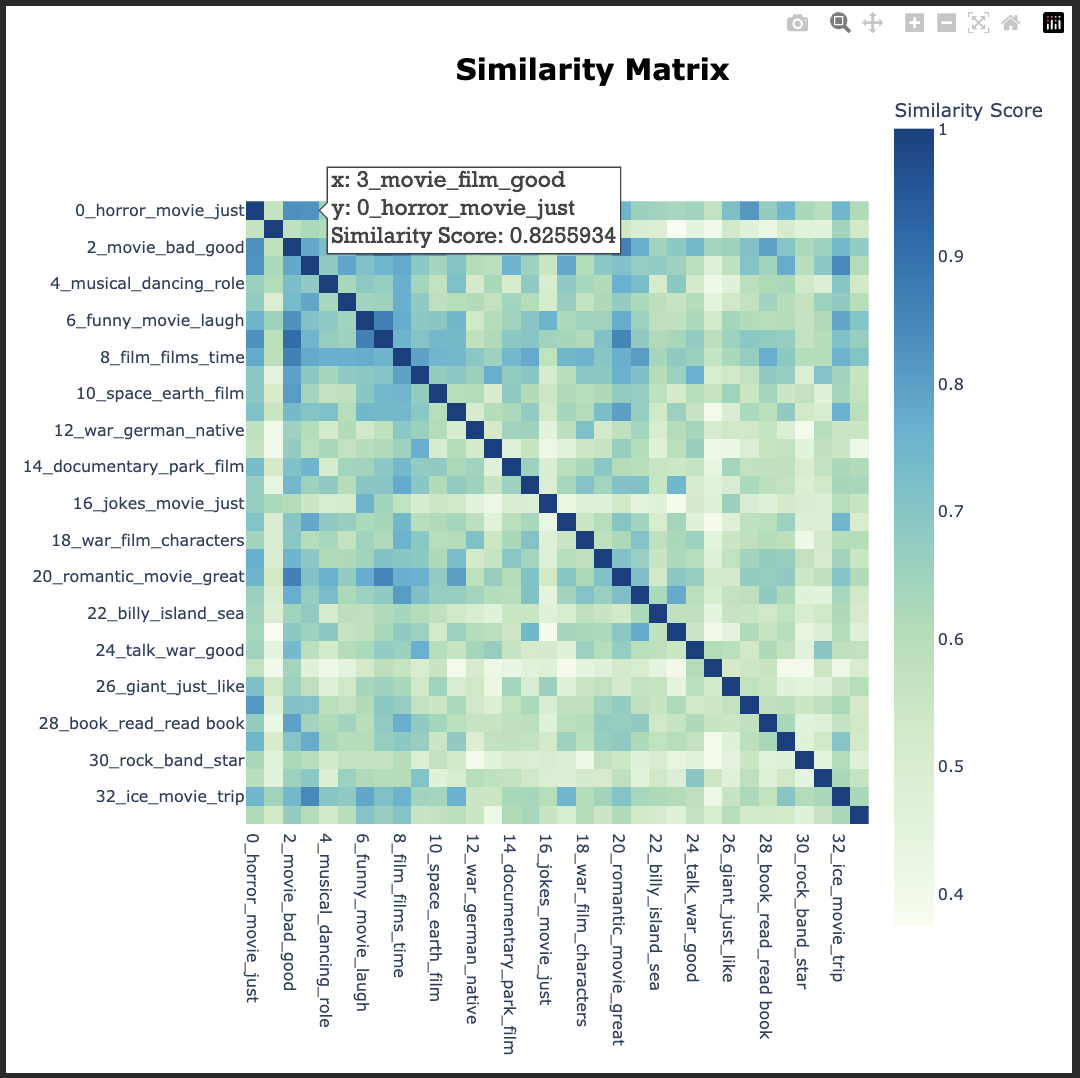 Similarity Matrix
Similarity Score
1
0.9
0.8
0.7
0.6
0.5
0.4
x: 3_movie_film_good
y: 0_horror_movie_just
Similarity Score: 0.8255934
0_horror_movie_just
2_movie_bad_good
4_musical_dancing_role
6_funny_movie_laugh
8_film_films_time
10_space_earth_film
12_war_german_native
14_documentary_park_film
16_jokes_movie_just
18_war_film_characters
20_romantic_movie_great
22_billy_island_sea
24_talk_war_good
26_giant_just_like
28_book_read_read book
30_rock_band_star
32_ice_movie_trip
0_horror_movie_just
2_movie_bad_good
4_musical_dancing_role
6_funny_movie_laugh
8_film_films_time
10_space_earth_film
12_war_german_native
14_documentary_park_film
16_jokes_movie_just
18_war_film_characters
20_romantic_movie_great
22_billy_island_sea
24_talk_war_good
26_giant_just_like
28_book_read_read book
30_rock_band_star
32_ice_movie_trip